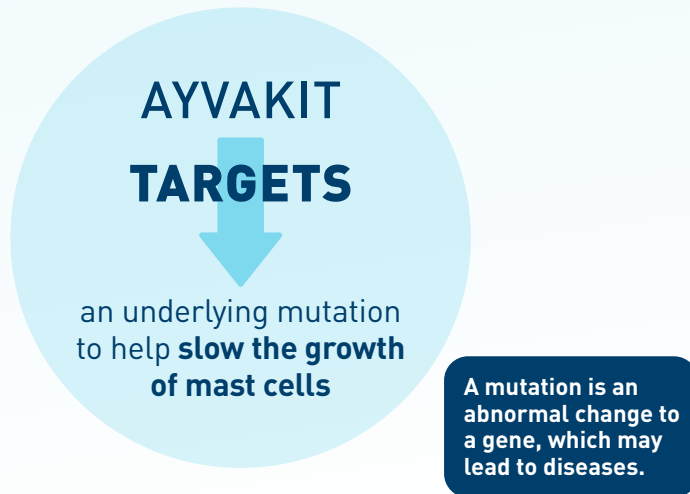 AYVAKIT
TARGETS
an underlying mutation
to help slow the growth
of mast cells
A mutation is an
abnormal change to
a gene, which may
lead to diseases.